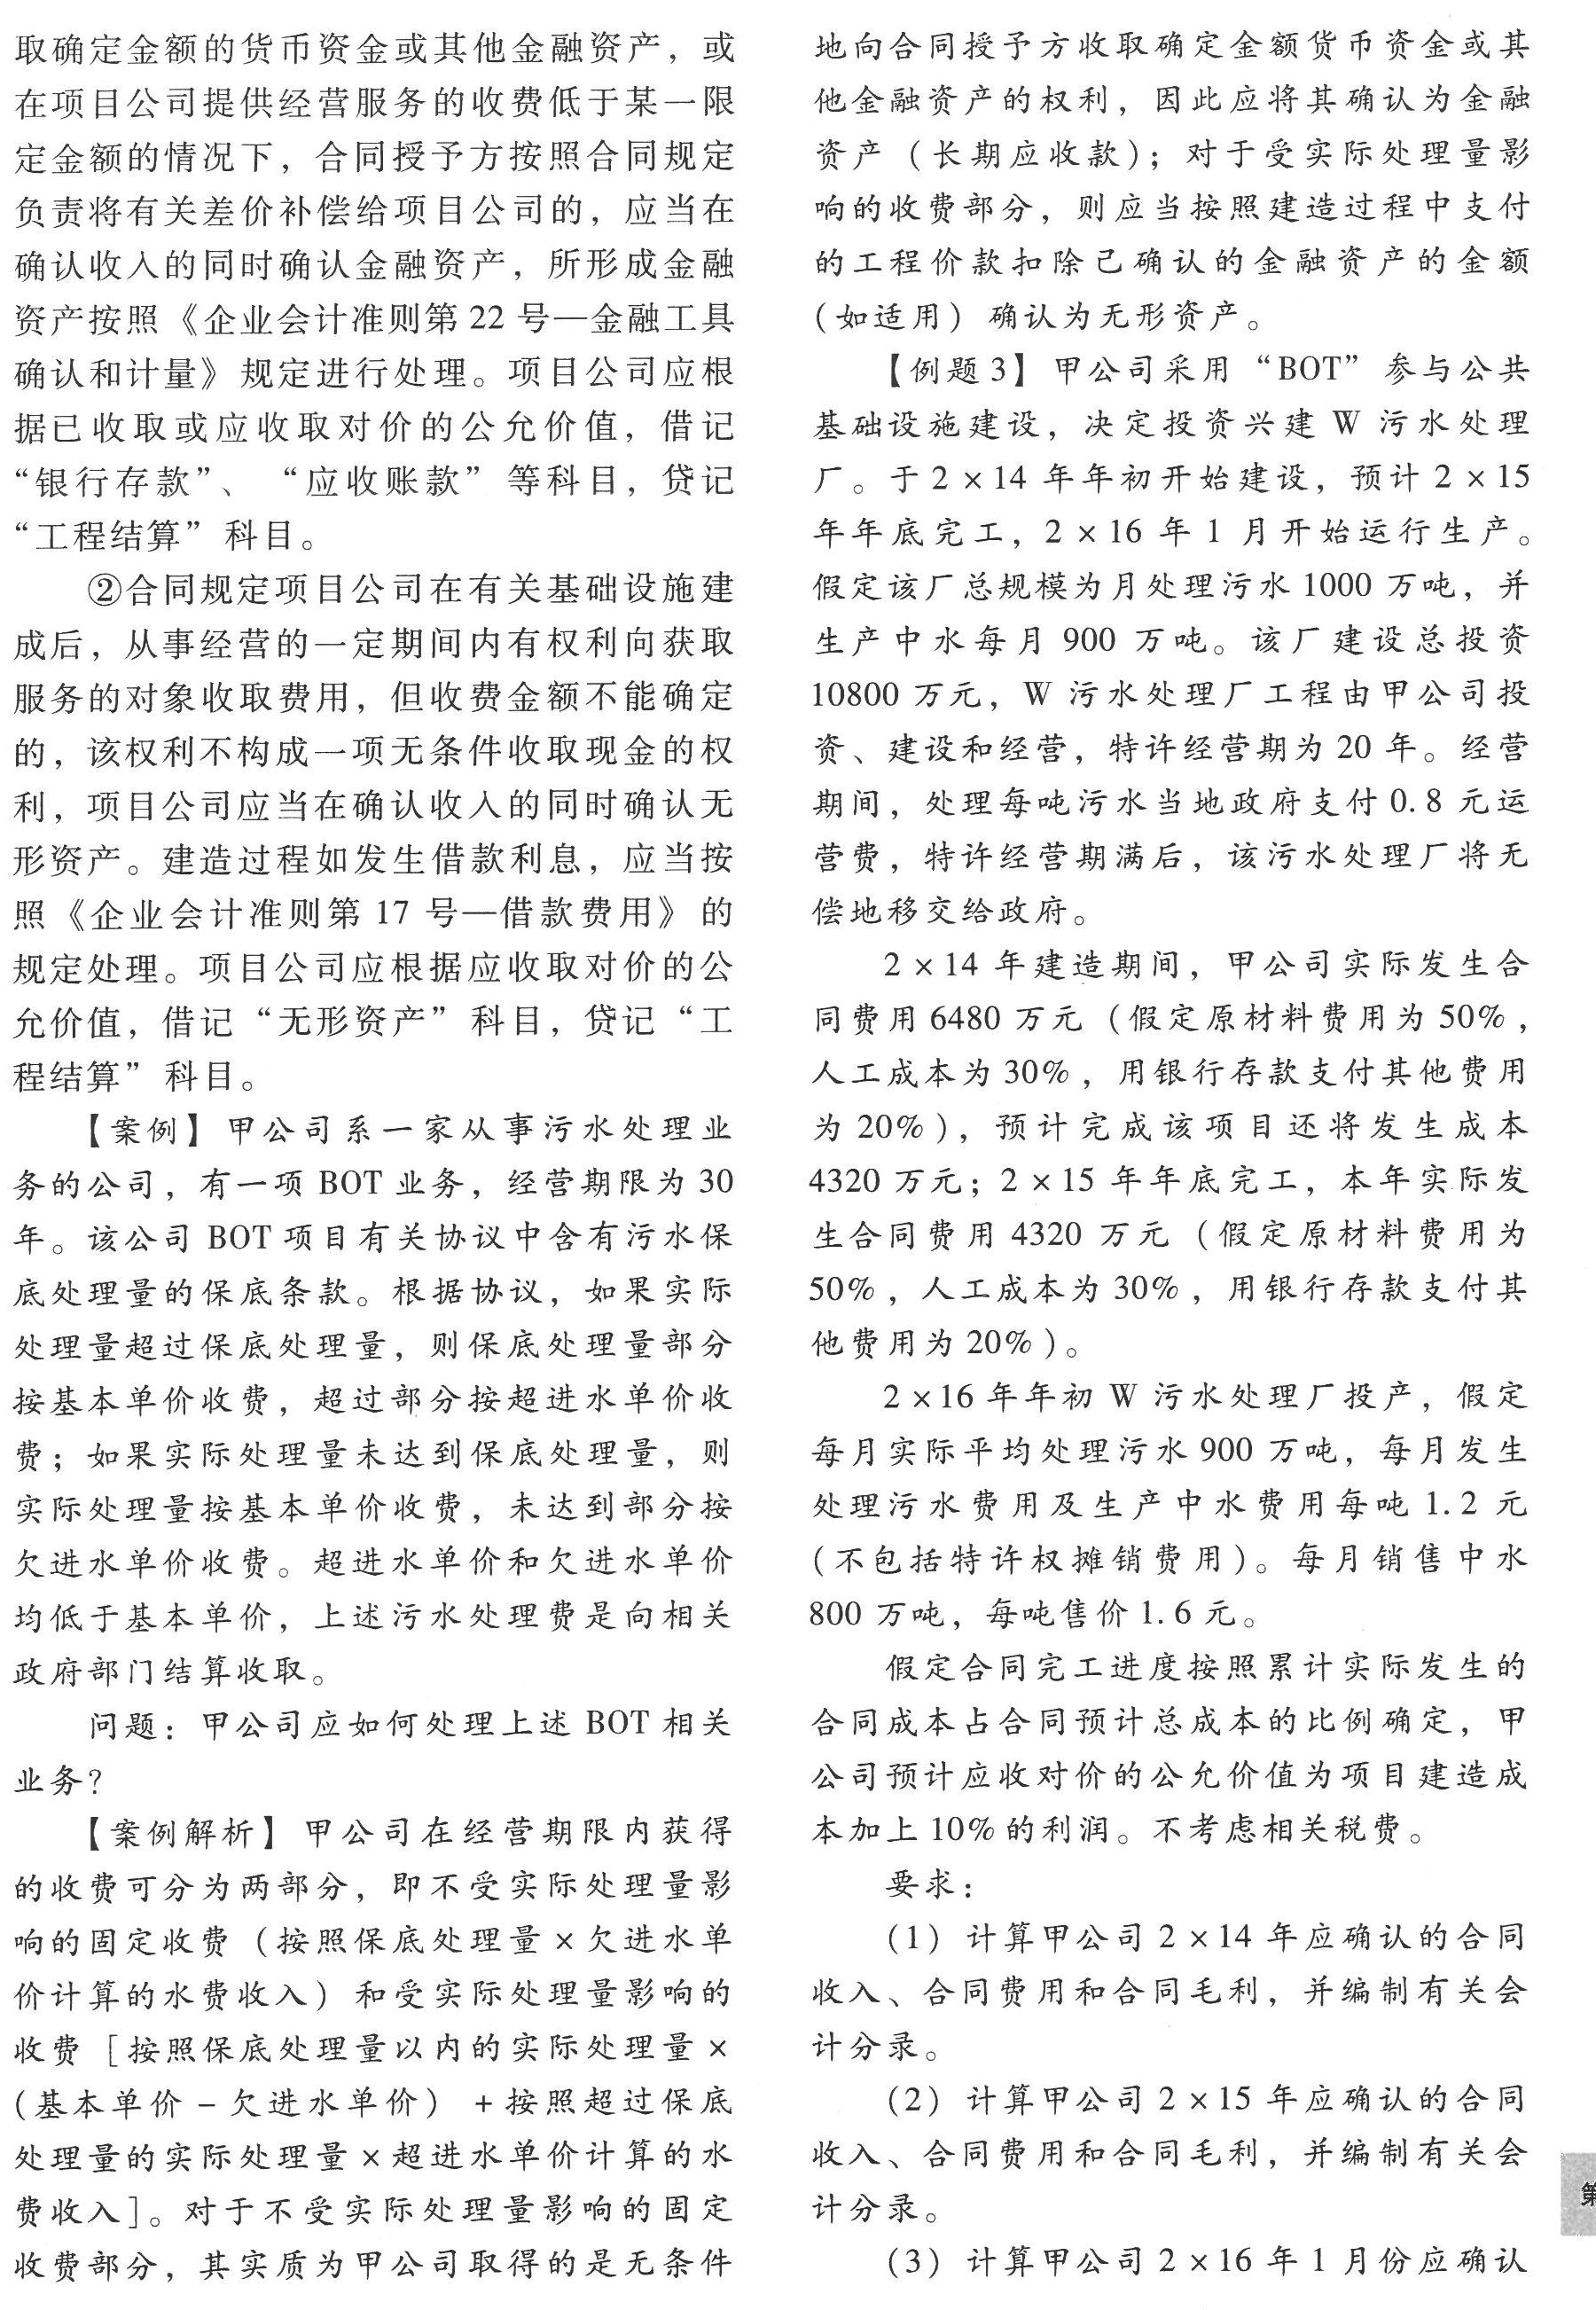 取确定金额的货币资金或其他金融资产，或
在项目公司提供经营服务的收费低于某一限
定金额的情况下，合同授予方按照合同规定
负责将有关差价补偿给项目公司的，应当在
确认收入的同时确认金融资产，所形成金融
资产按照《企业会计准则第 22 号—金融工具
确认和计量》规定进行处理。项目公司应根
据已收取或应收取对价的公允价值，借记
“银行存款”、“应收账款”等科目，贷记
“工程结算”科目。
②合同规定项目公司在有关基础设施建
成后，从事经营的一定期间内有权利向获取
服务的对象收取费用，但收费金额不能确定
的，该权利不构成一项无条件收取现金的权
利，项目公司应当在确认收入的同时确认无
形资产。建造过程如发生借款利息，应当按
照《企业会计准则第 17 号—借款费用》的
规定处理。项目公司应根据应收取对价的公
允价值，借记“无形资产”科目，贷记“工
程结算”科目。
【案例】甲公司系一家从事污水处理业
务的公司，有一项 BOT 业务，经营期限为 30
年。该公司 BOT 项目有关协议中含有污水保
底处理量的保底条款。根据协议，如果实际
处理量超过保底处理量，则保底处理量部分
按基本单价收费，超过部分按超进水单价收
费；如果实际处理量未达到保底处理量，则
实际处理量按基本单价收费，未达到部分按
欠进水单价收费。超进水单价和欠进水单价
均低于基本单价，上述污水处理费是向相关
政府部门结算收取。
问题：甲公司应如何处理上述 BOT 相关
业务？
【案例解析】甲公司在经营期限内获得
的收费可分为两部分，即不受实际处理量影
响的固定收费（按照保底处理量 × 欠进水单
价计算的水费收入）和受实际处理量影响的
收费［按照保底处理量以内的实际处理量 ×
（基本单价 - 欠进水单价）+ 按照超过保底
处理量的实际处理量 × 超进水单价计算的水
费收入］。对于不受实际处理量影响的固定
收费部分，其实质为甲公司取得的是无条件
地向合同授予方收取确定金额货币资金或其
他金融资产的权利，因此应将其确认为金融
资产（长期应收款）；对于受实际处理量影
响的收费部分，则应当按照建造过程中支付
的工程价款扣除已确认的金融资产的金额
（如适用）确认为无形资产。
【例题 3】甲公司采用“BOT”参与公共
基础设施建设，决定投资兴建 W 污水处理
厂。于 2 × 14 年年初开始建设，预计 2 × 15
年年底完工，2 × 16 年 1 月开始运行生产。
假定该厂总规模为月处理污水 1000 万吨，并
生产中水每月 900 万吨。该厂建设总投资
10800 万元，W 污水处理厂工程由甲公司投
资、建设和经营，特许经营期为 20 年。经营
期间，处理每吨污水当地政府支付 0.8 元运
营费，特许经营期满后，该污水处理厂将无
偿地移交给政府。
2 × 14 年建造期间，甲公司实际发生合
同费用 6480 万元（假定原材料费用为 50%，
人工成本为 30%，用银行存款支付其他费用
为 20%），预计完成该项目还将发生成本
4320 万元；2 × 15 年年底完工，本年实际发
生合同费用 4320 万元（假定原材料费用为
50%，人工成本为 30%，用银行存款支付其
他费用为 20%）。
2 × 16 年年初 W 污水处理厂投产，假定
每月实际平均处理污水 900 万吨，每月发生
处理污水费用及生产中水费用每吨 1.2 元
（不包括特许权摊销费用）。每月销售中水
800 万吨，每吨售价 1.6 元。
假定合同完工进度按照累计实际发生的
合同成本占合同预计总成本的比例确定，甲
公司预计应收对价的公允价值为项目建造成
本加上 10% 的利润。不考虑相关税费。
要求：
（1）计算甲公司 2 × 14 年应确认的合同
收入、合同费用和合同毛利，并编制有关会
计分录。
（2）计算甲公司 2 × 15 年应确认的合同
收入、合同费用和合同毛利，并编制有关会
计分录。
（3）计算甲公司 2 × 16 年 1 月份应确认